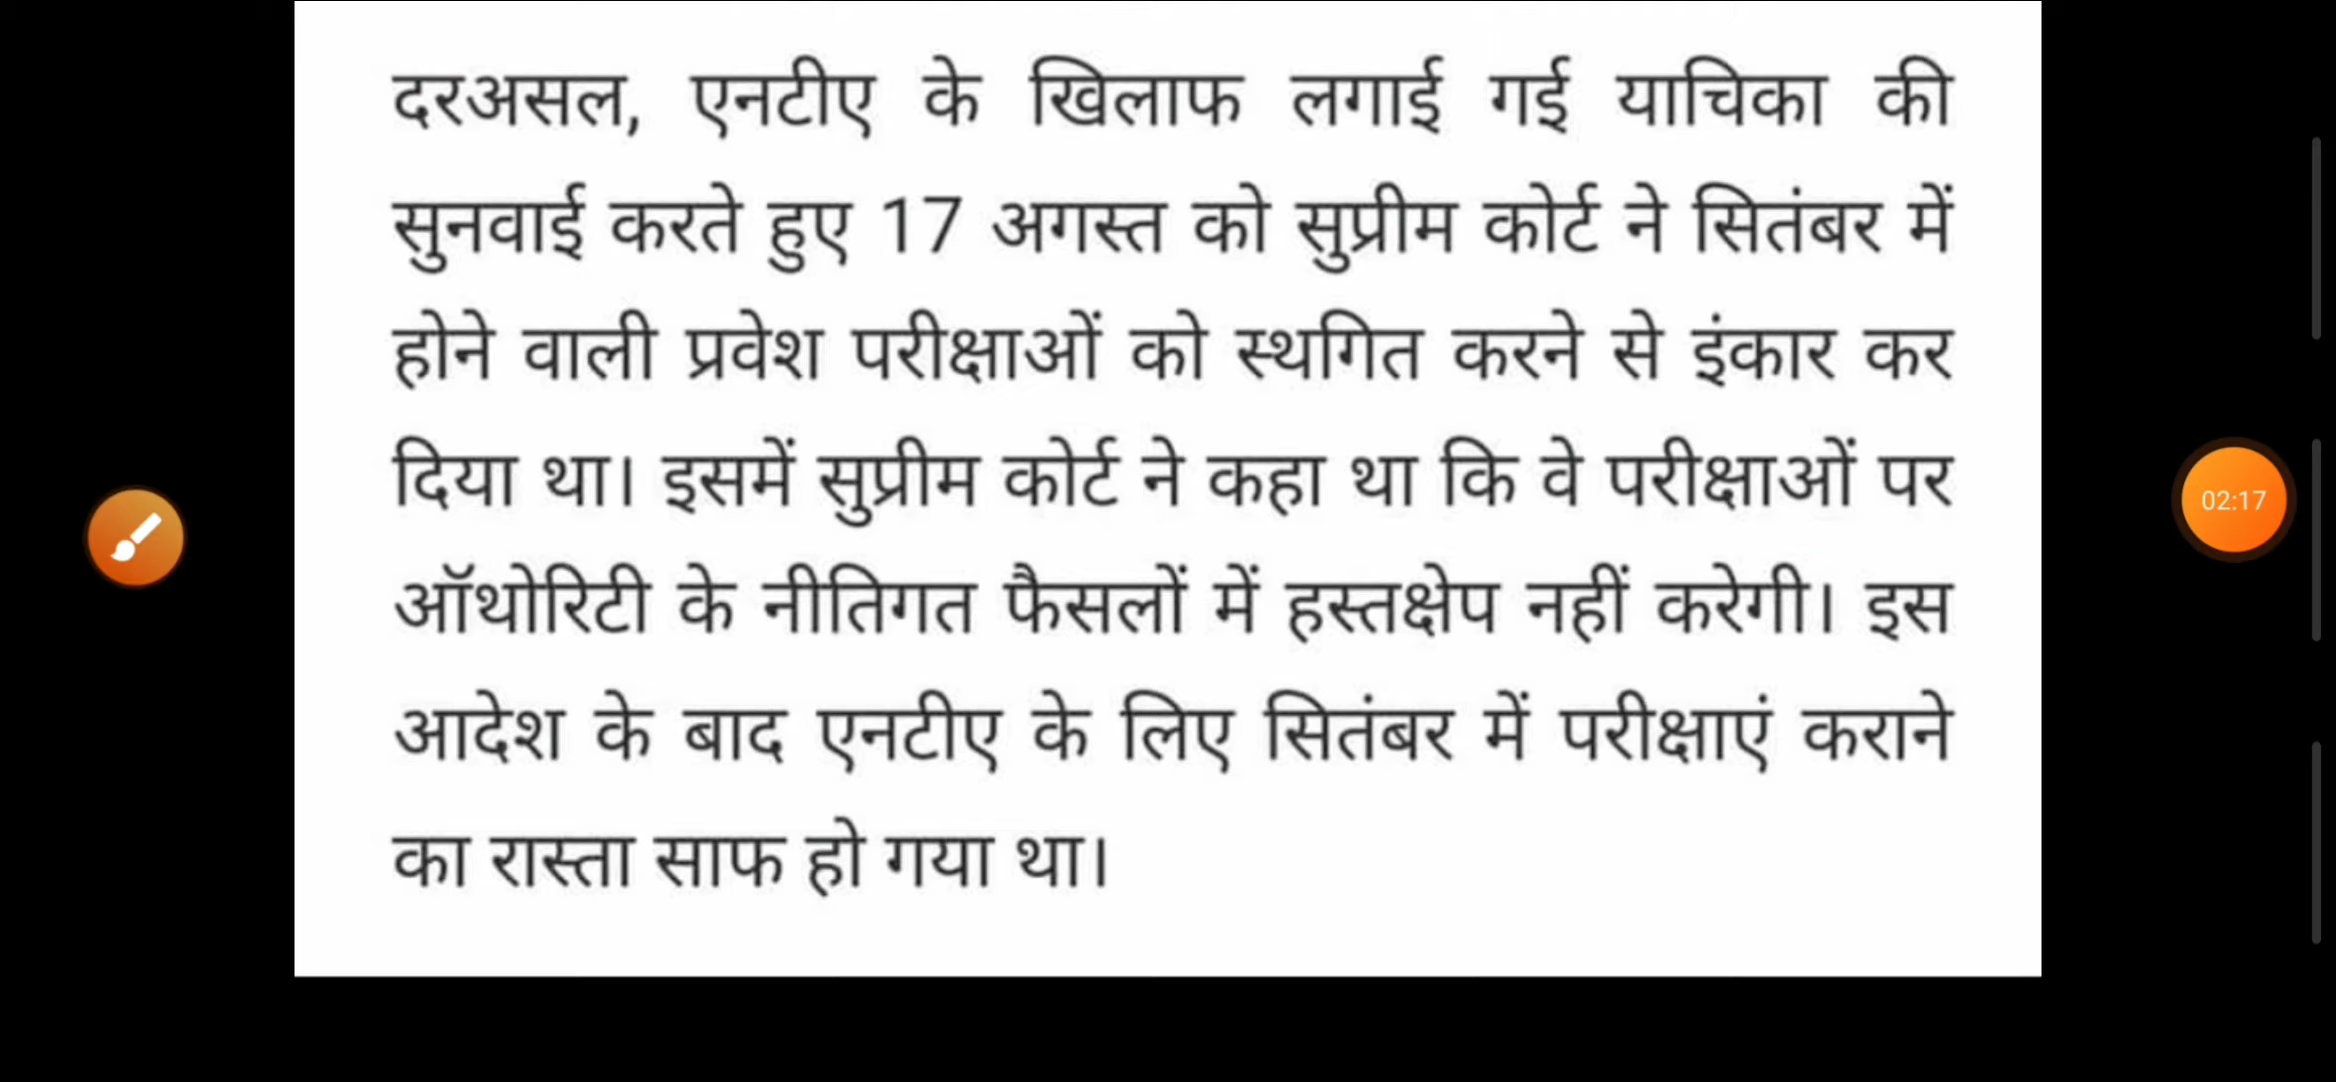 दरअसल, एनटीए के खिलाफ लगाई गई याचिका की
सुनवाई करते हुए 17 अगस्त को सुप्रीम कोर्ट ने सितंबर में
होने वाली प्रवेश परीक्षाओं को स्थगित करने से इंकार कर
दिया था। इसमें सुप्रीम कोर्ट ने कहा था कि वे परीक्षाओं पर
ऑथोरिटी के नीतिगत फैसलों में हस्तक्षेप नहीं करेगी। इस
आदेश के बाद एनटीए के लिए सितंबर में परीक्षाएं कराने
का रास्ता साफ हो गया था।
02:17